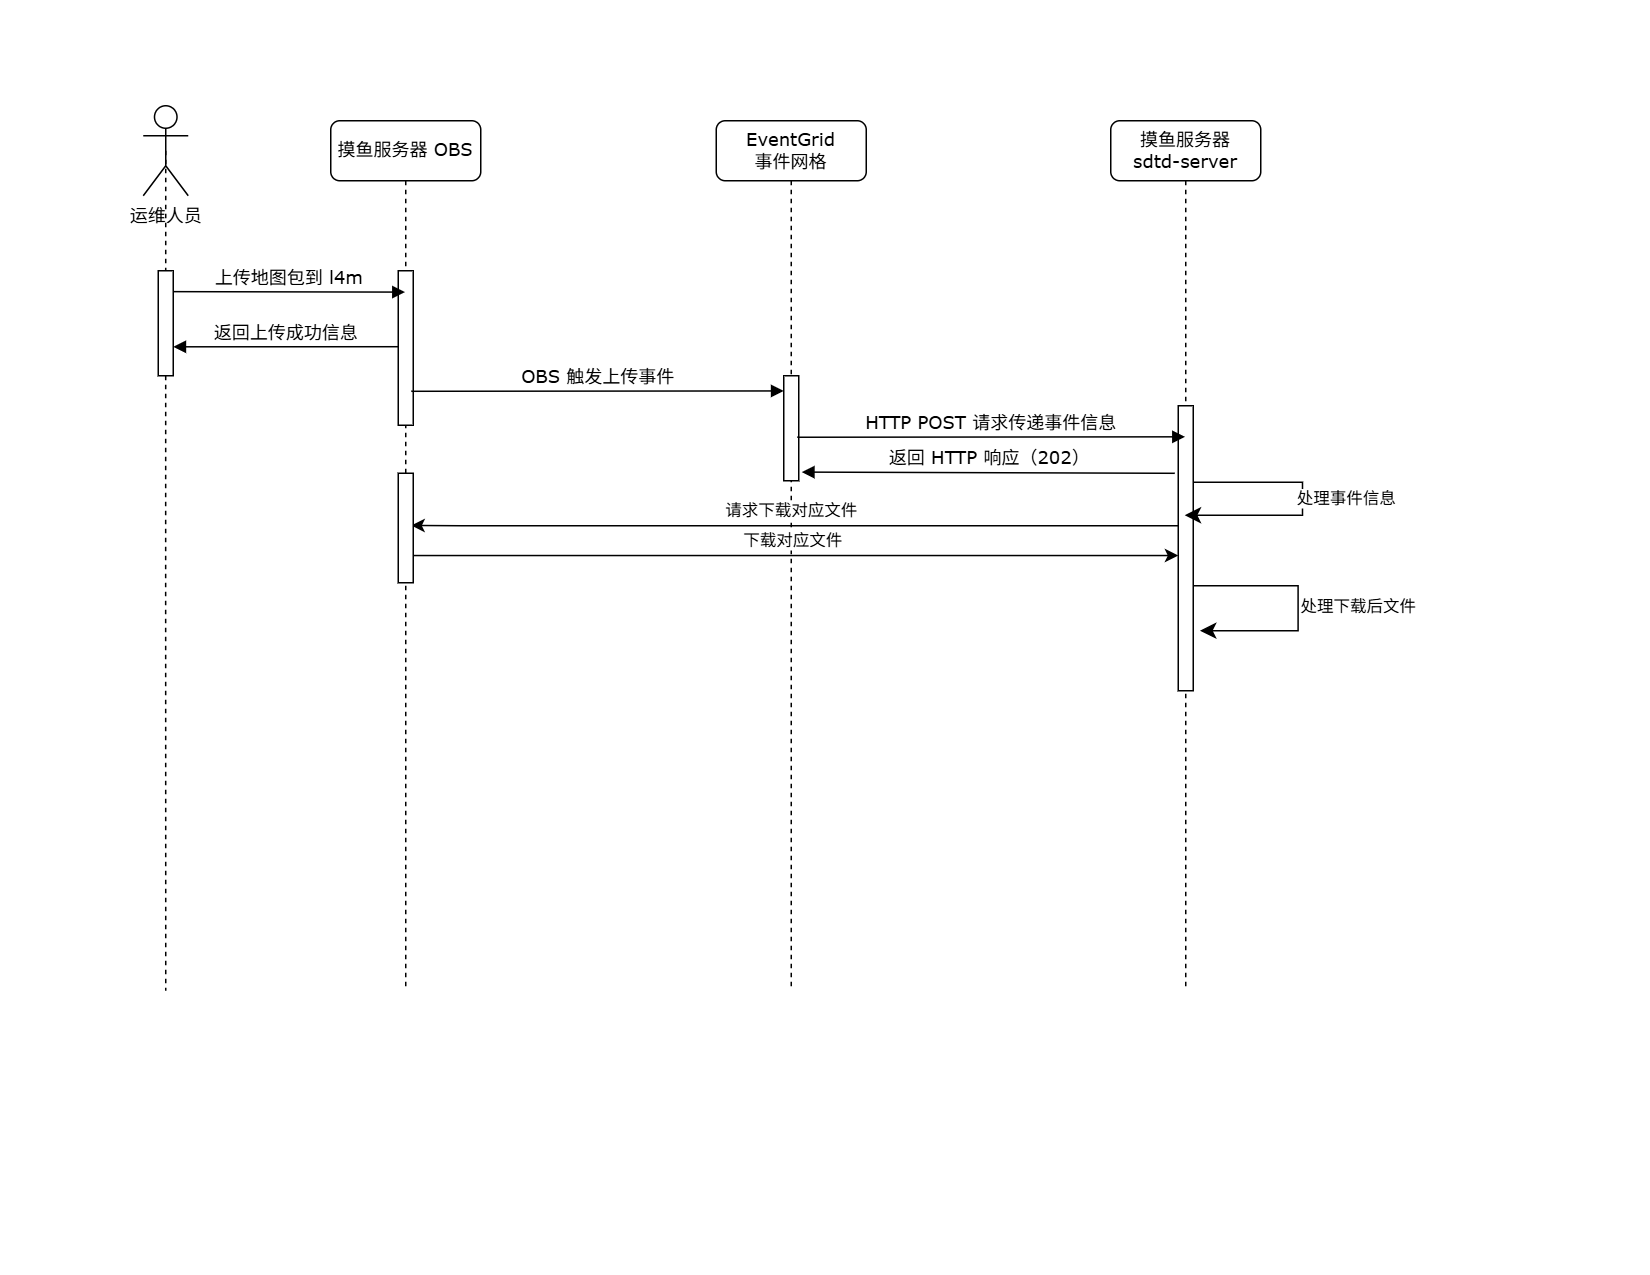 摸鱼服务器 OBS
EventGrid
事件网格
摸鱼服务器
sdtd-server
运维人员
上传地图包到 l4m
返回上传成功信息
OBS 触发上传事件
HTTP POST 请求传递事件信息
返回 HTTP 响应（202）
处理事件信息
请求下载对应文件
下载对应文件
处理下载后文件